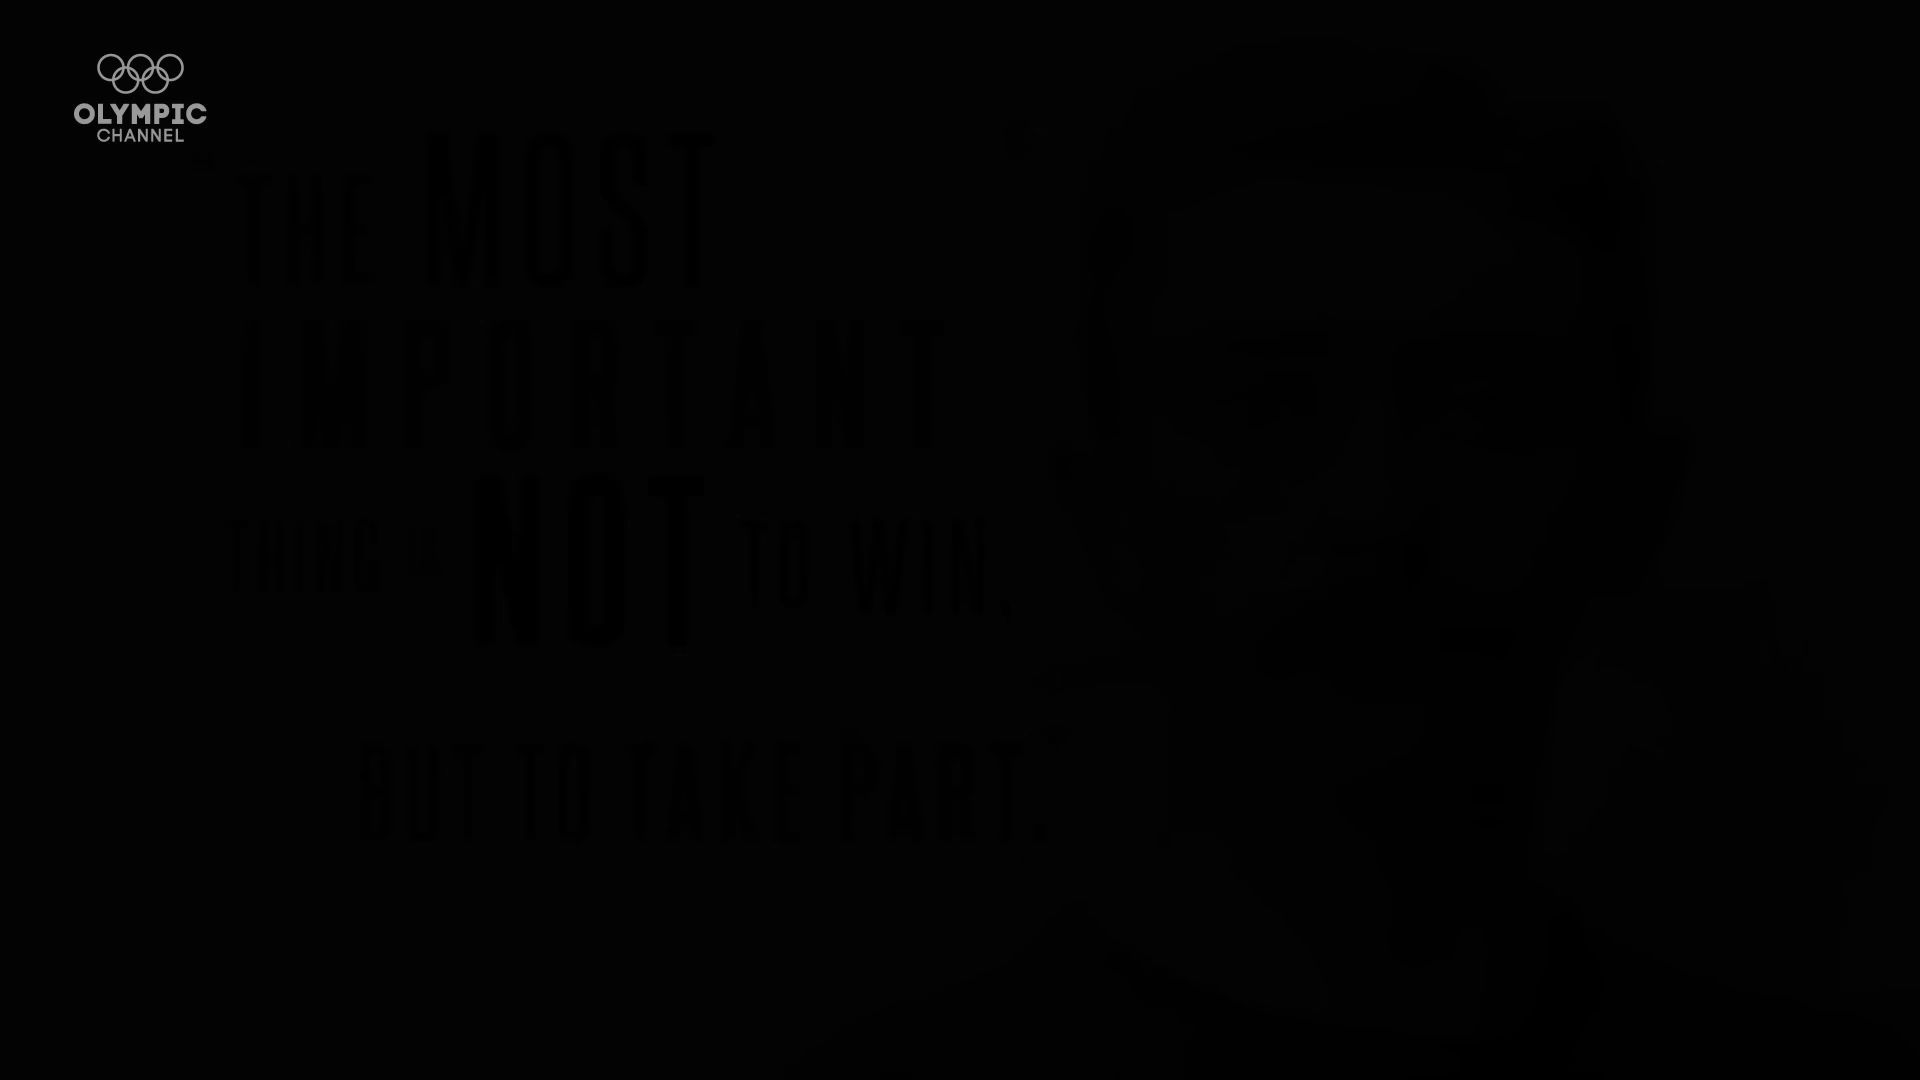 OLYMPIC
CHANNEL
THE MOST
IMPORTANT
THING IS NOT TO WIN,
BUT TO TAKE PART.